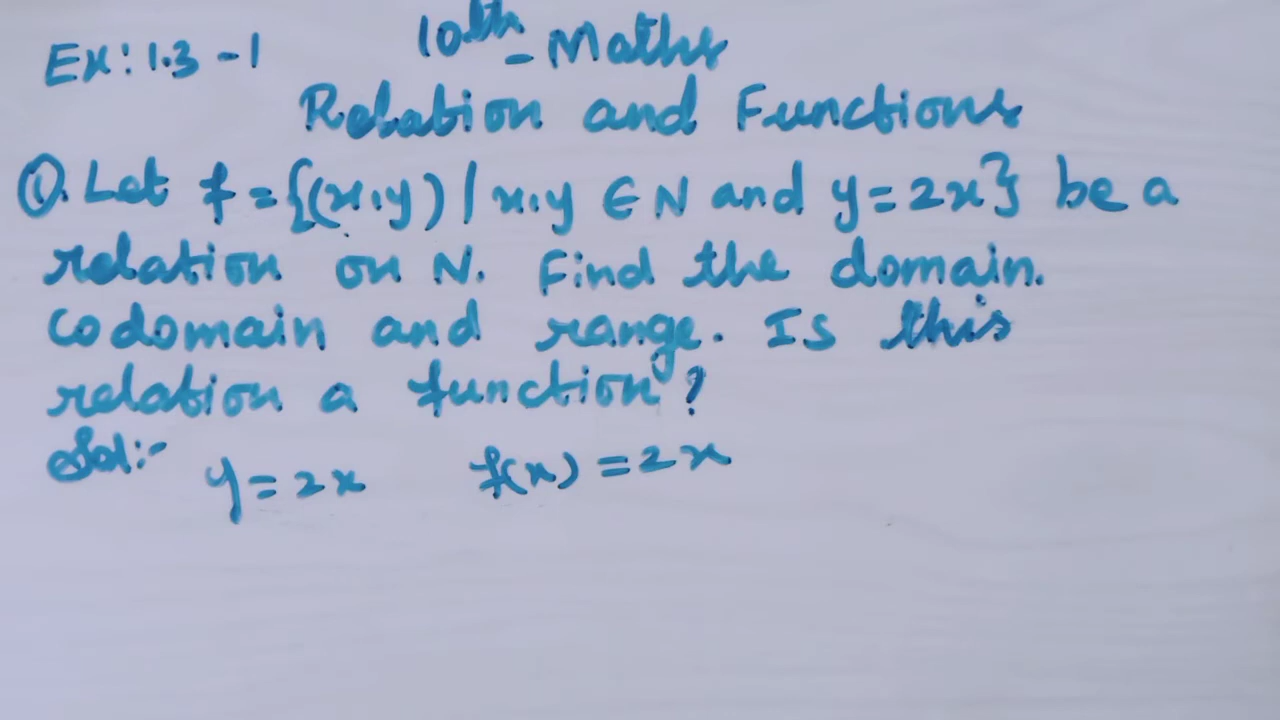 Ex: 1.3 - 1
10th - Maths
Relation and Functions
①. Let f = {(x,y) / x,y ∈ N and y = 2x} be a
relation on N. Find the domain.
codomain and range. Is this
relation a function?
Sol:- y = 2x f(x) = 2x